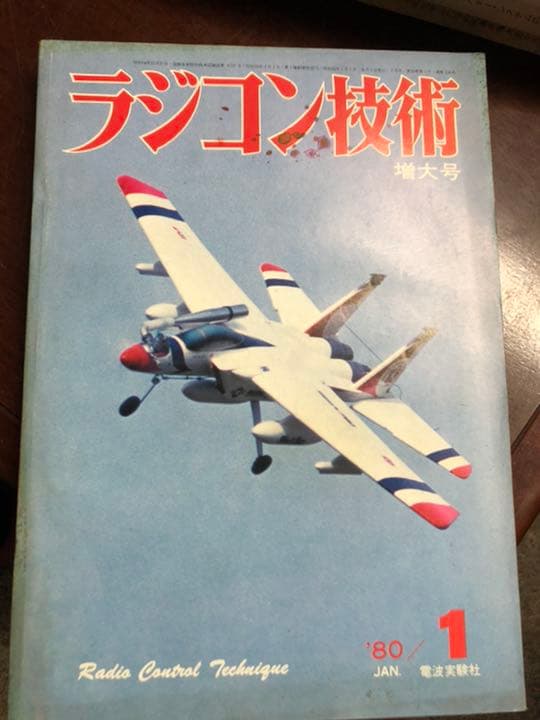 ラジコン技術
増大号
'80/1
JAN.
電波実験社
Radio Control Technique